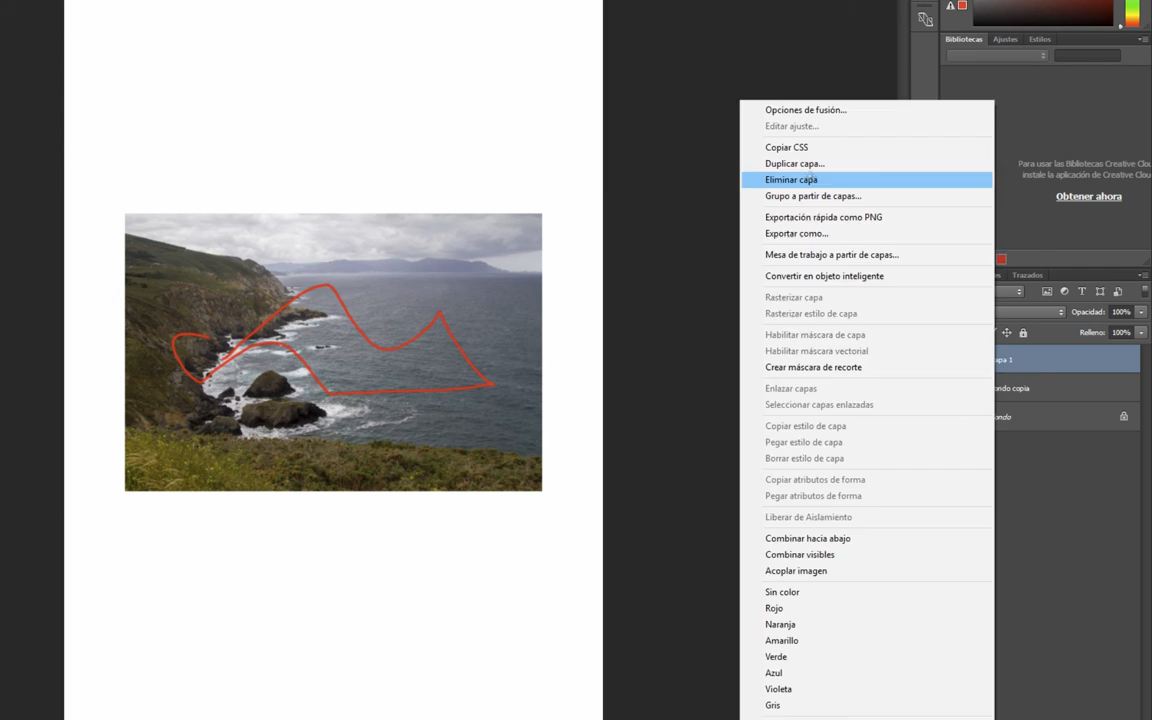 Bibliotecas Ajustes Estilos
Opciones de fusión...
Editar ajuste...
Copiar CSS
Duplicar capa...
Eliminar capa
Grupo a partir de capas...
Exportación rápida como PNG
Exportar como...
Mesa de trabajo a partir de capas...
Convertir en objeto inteligente
Rasterizar capa
Rasterizar estilo de capa
Habilitar máscara de capa
Habilitar máscara vectorial
Crear máscara de recorte
Enlazar capas
Seleccionar capas enlazadas
Copiar estilo de capa
Pegar estilo de capa
Borrar estilo de capa
Copiar atributos de forma
Pegar atributos de forma
Liberar de Aislamiento
Combinar hacia abajo
Combinar visibles
Acoplar imagen
Sin color
Rojo
Naranja
Amarillo
Verde
Azul
Violeta
Gris
Para usar las Bibliotecas Creative Clou
instale la aplicación de Creative Clou
Obtener ahora
es Trazados
T
Opacidad: 100%
Relleno: 100%
apa 1
ondo copia
ondo